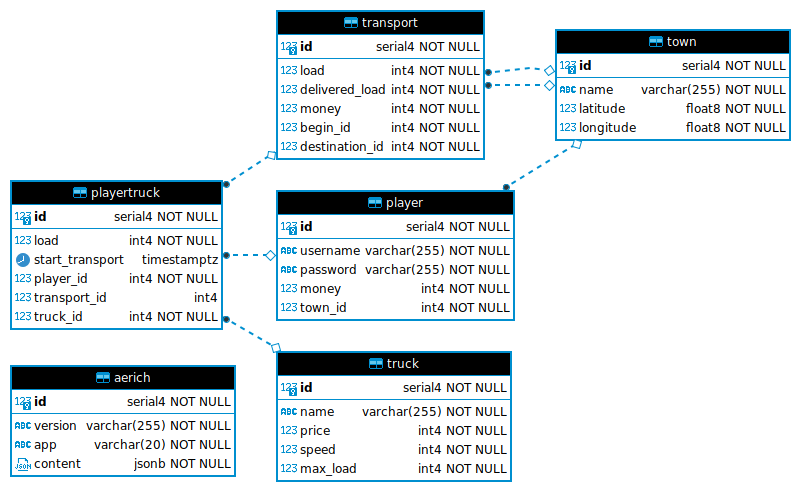 transport
123 id serial4 NOT NULL
123 load int4 NOT NULL
123 delivered_load int4 NOT NULL
123 money int4 NOT NULL
123 begin_id int4 NOT NULL
123 destination_id int4 NOT NULL
town
123 id serial4 NOT NULL
ABC name varchar(255) NOT NULL
123 latitude float8 NOT NULL
123 longitude float8 NOT NULL
playertruck
123 id serial4 NOT NULL
123 load int4 NOT NULL
start_transport timestamptz
123 player_id int4 NOT NULL
123 transport_id int4
123 truck_id int4 NOT NULL
player
123 id serial4 NOT NULL
ABC username varchar(255) NOT NULL
ABC password varchar(255) NOT NULL
123 money int4 NOT NULL
123 town_id int4 NOT NULL
aerich
123 id serial4 NOT NULL
ABC version varchar(255) NOT NULL
ABC app varchar(20) NOT NULL
JSON content jsonb NOT NULL
truck
123 id serial4 NOT NULL
ABC name varchar(255) NOT NULL
123 price int4 NOT NULL
123 speed int4 NOT NULL
123 max_load int4 NOT NULL